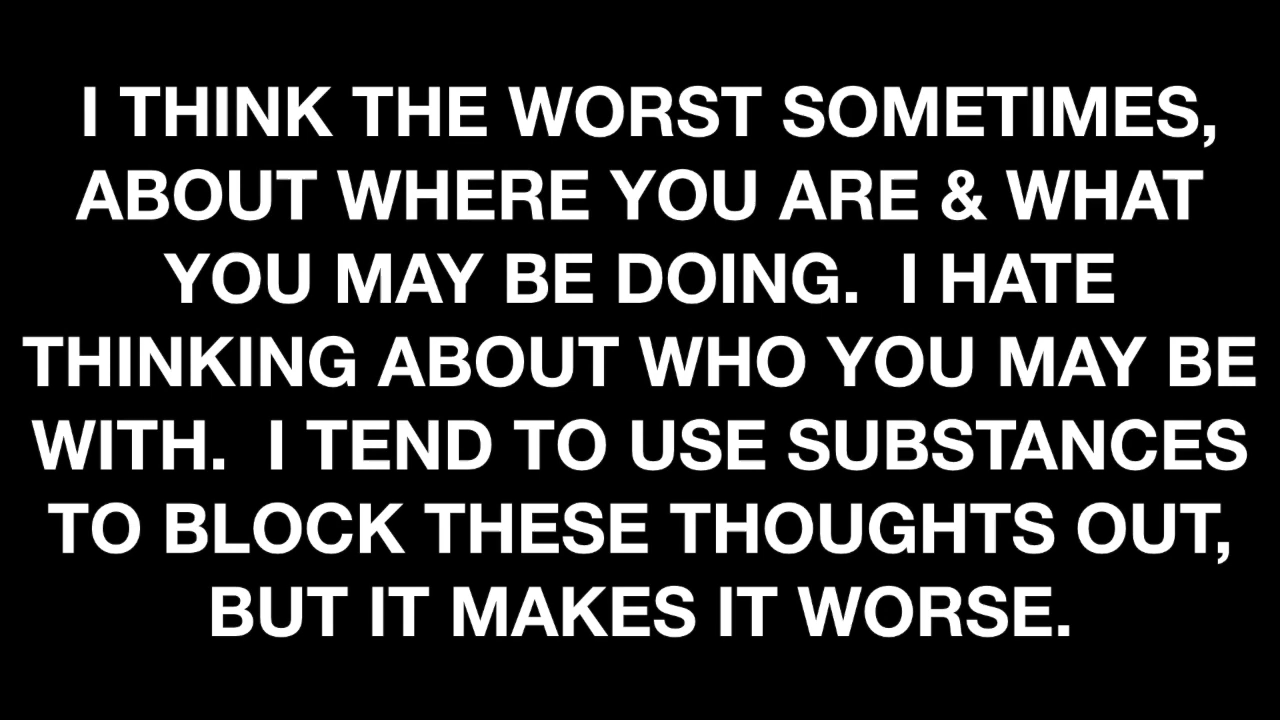 I THINK THE WORST SOMETIMES,
ABOUT WHERE YOU ARE & WHAT
YOU MAY BE DOING.  I HATE
THINKING ABOUT WHO YOU MAY BE
WITH.  I TEND TO USE SUBSTANCES
TO BLOCK THESE THOUGHTS OUT,
BUT IT MAKES IT WORSE.